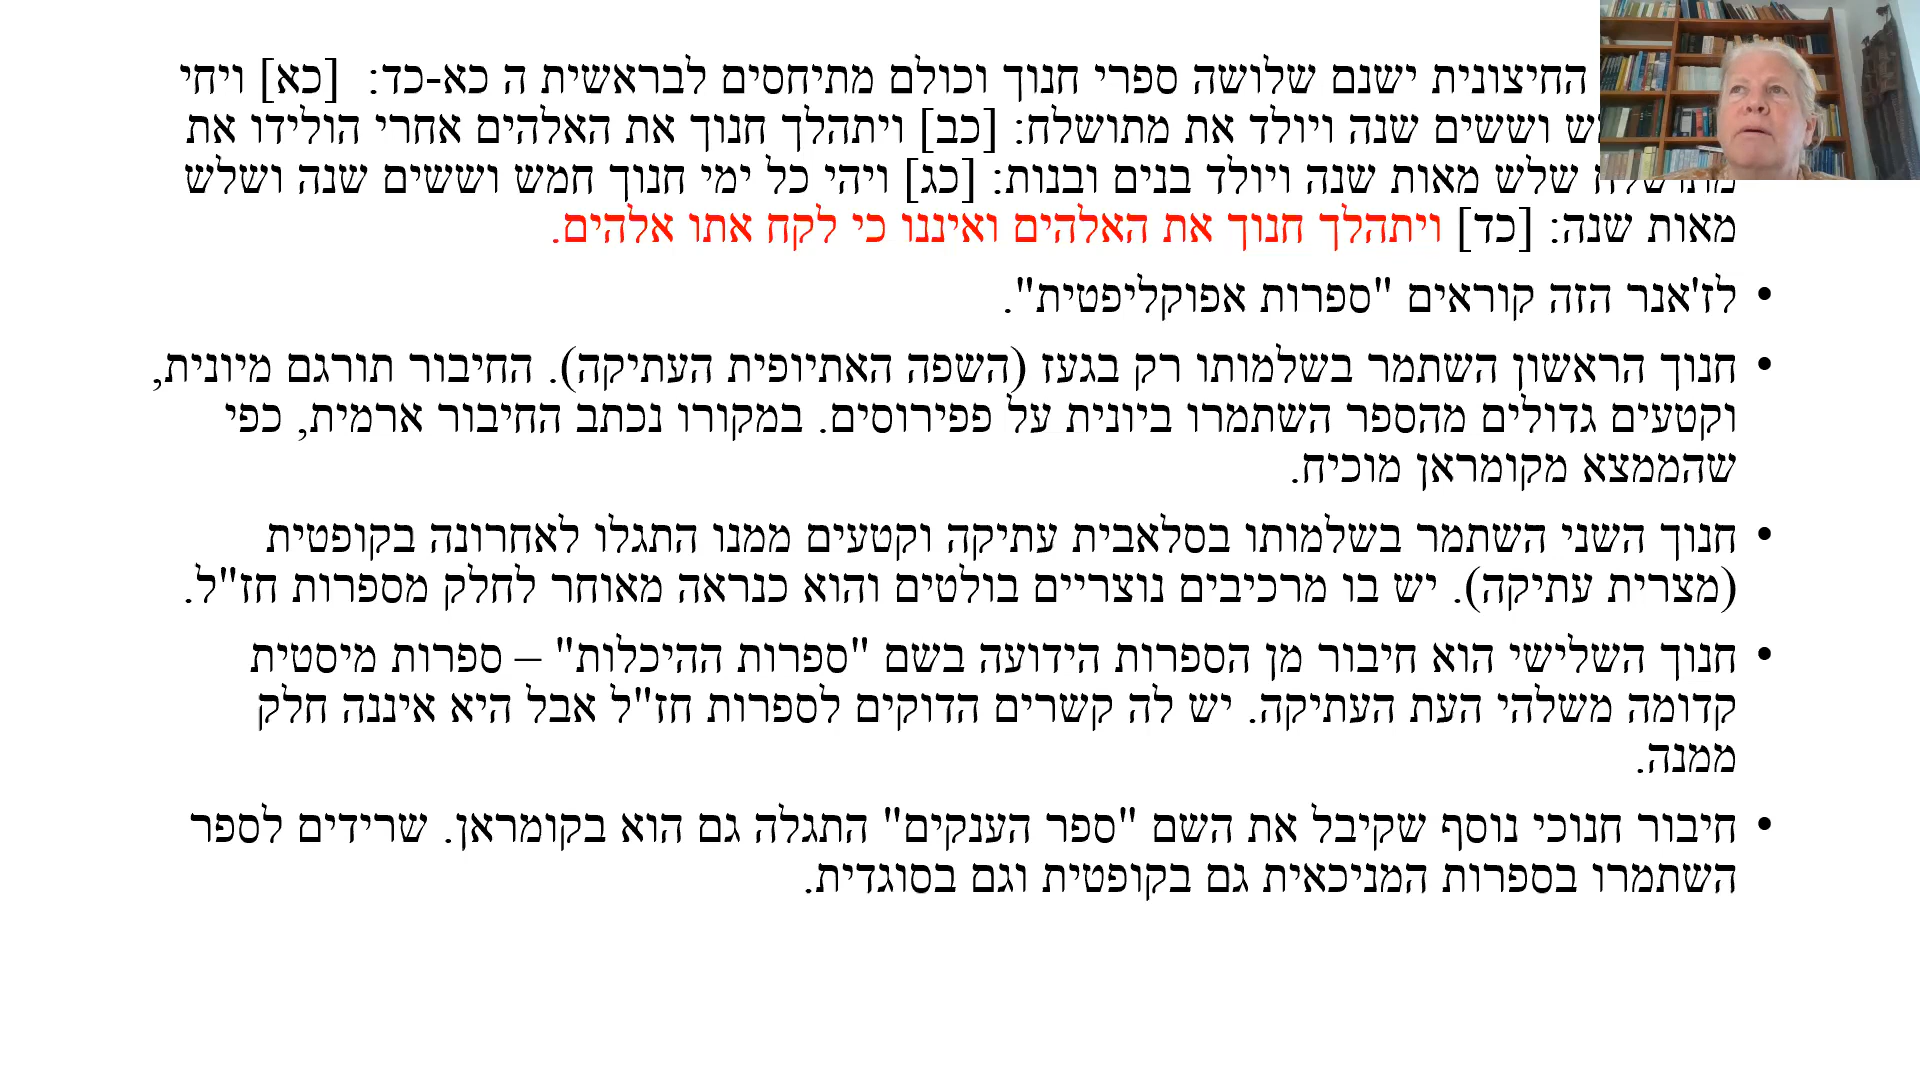 החיצונית ישנם שלושה ספרי חנוך וכולם מתיחסים לבראשית ה כא-כד: [כא] ויחי
וששים שנה ויולד את מתושלח: [כב] ויתהלך חנוך את האלהים אחרי הולידו את
מתושלח שלש מאות שנה ויולד בנים ובנות: [כג] ויהי כל ימי חנוך חמש וששים שנה ושלש
מאות שנה: [כד] ויתהלך חנוך את האלהים ואיננו כי לקח אתו אלהים.
• לז'אנר הזה קוראים "ספרות אפוקליפטית".
• חנוך הראשון השתמר בשלמותו רק בגעז (השפה האתיופית העתיקה). החיבור תורגם מיונית,
וקטעים גדולים מהספר השתמרו ביונית על פפירוסים. במקורו נכתב החיבור ארמית, כפי
שהממצא מקומראן מוכיח.
• חנוך השני השתמר בשלמותו בסלאבית עתיקה וקטעים ממנו התגלו לאחרונה בקופטית
(מצרית עתיקה). יש בו מרכיבים נוצריים בולטים והוא כנראה מאוחר לחלק מספרות חז"ל.
• חנוך השלישי הוא חיבור מן הספרות הידועה בשם "ספרות ההיכלות" – ספרות מיסטית
קדומה משלהי העת העתיקה. יש לה קשרים הדוקים לספרות חז"ל אבל היא איננה חלק
ממנה.
• חיבור חנוכי נוסף שקיבל את השם "ספר הענקים" התגלה גם הוא בקומראן. שרידים לספר
השתמרו בספרות המניכאית גם בקופטית וגם בסוגדית.